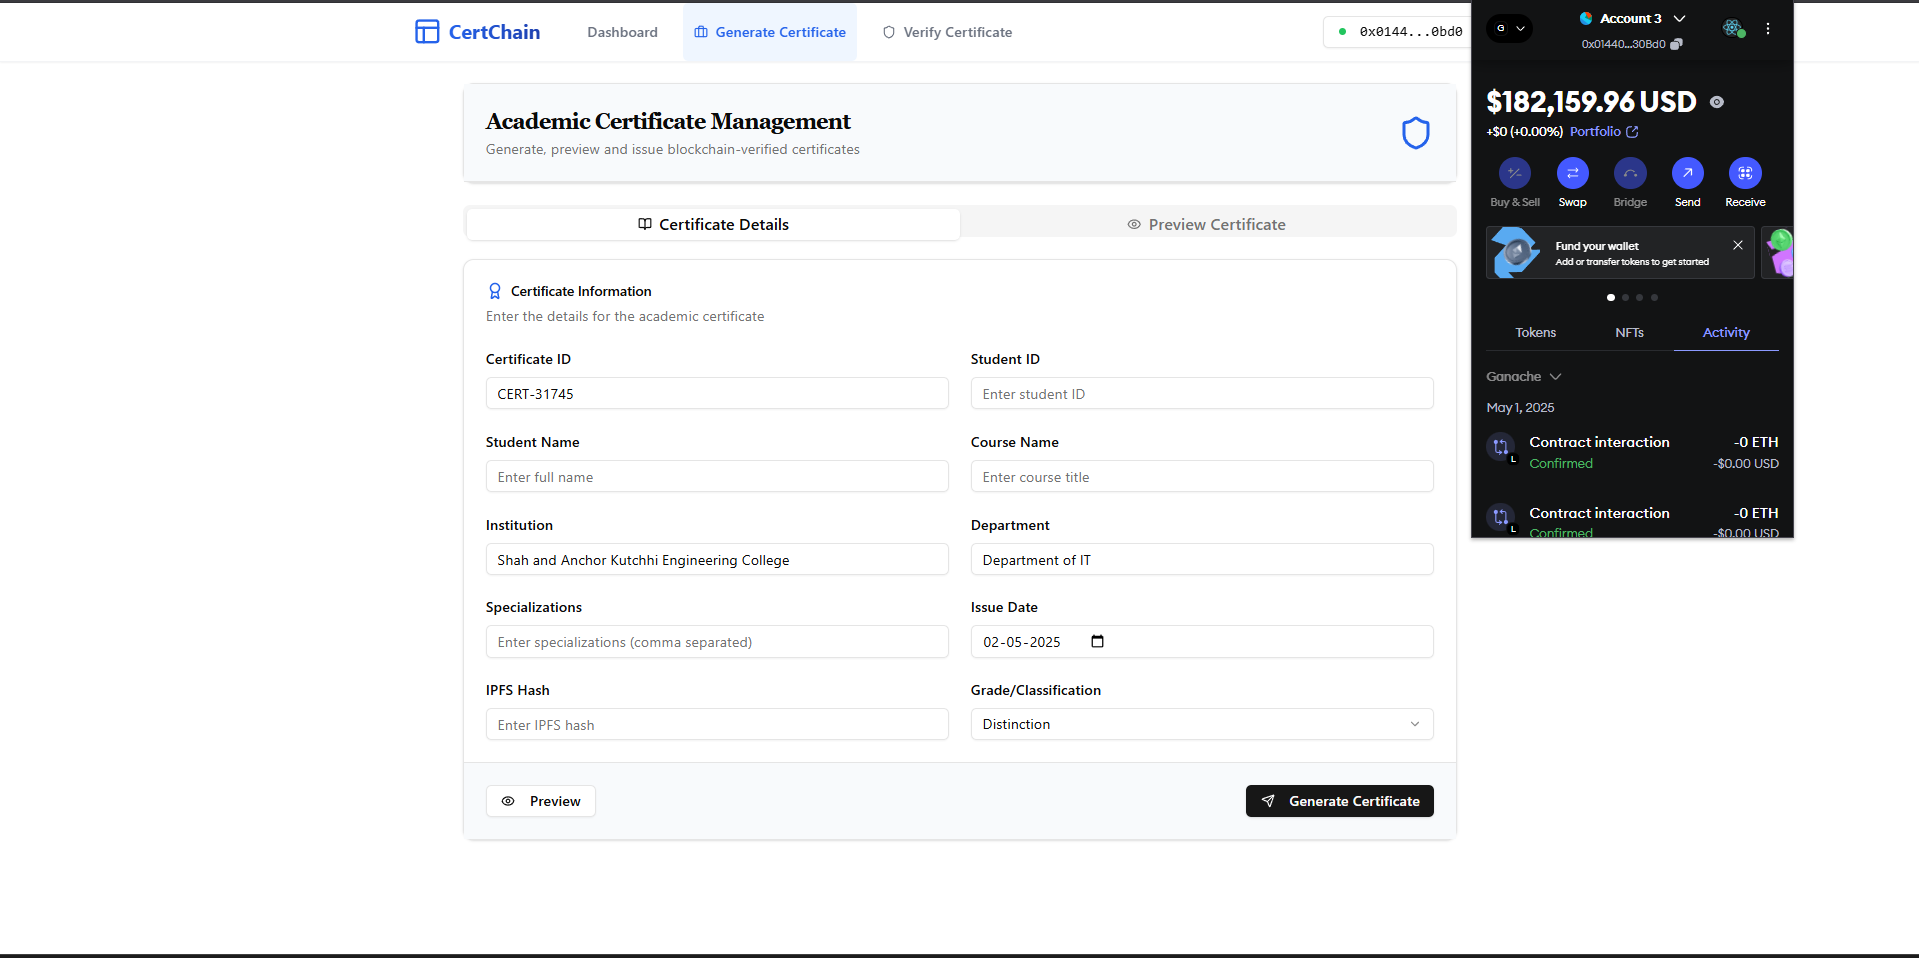 CertChain
Dashboard
Generate Certificate
Verify Certificate
0x0144...0bd0
Academic Certificate Management
Generate, preview and issue blockchain-verified certificates
Certificate Details
Preview Certificate
Certificate Information
Enter the details for the academic certificate
Certificate ID
CERT-31745
Student ID
Enter student ID
Student Name
Enter full name
Course Name
Enter course title
Institution
Shah and Anchor Kutchhi Engineering College
Department
Department of IT
Specializations
Enter specializations (comma separated)
Issue Date
02-05-2025
IPFS Hash
Enter IPFS hash
Grade/Classification
Distinction
Preview
Generate Certificate
G
Account 3
0x01440...30Bd0
$182,159.96 USD
+$0 (+0.00%) Portfolio
Buy & Sell
Swap
Bridge
Send
Receive
Fund your wallet
Add or transfer tokens to get started
Tokens
NFTs
Activity
Ganache
May 1, 2025
L
Contract interaction
-0 ETH
Confirmed
-$0.00 USD
L
Contract interaction
-0 ETH
Confirmed
-$0.00 USD